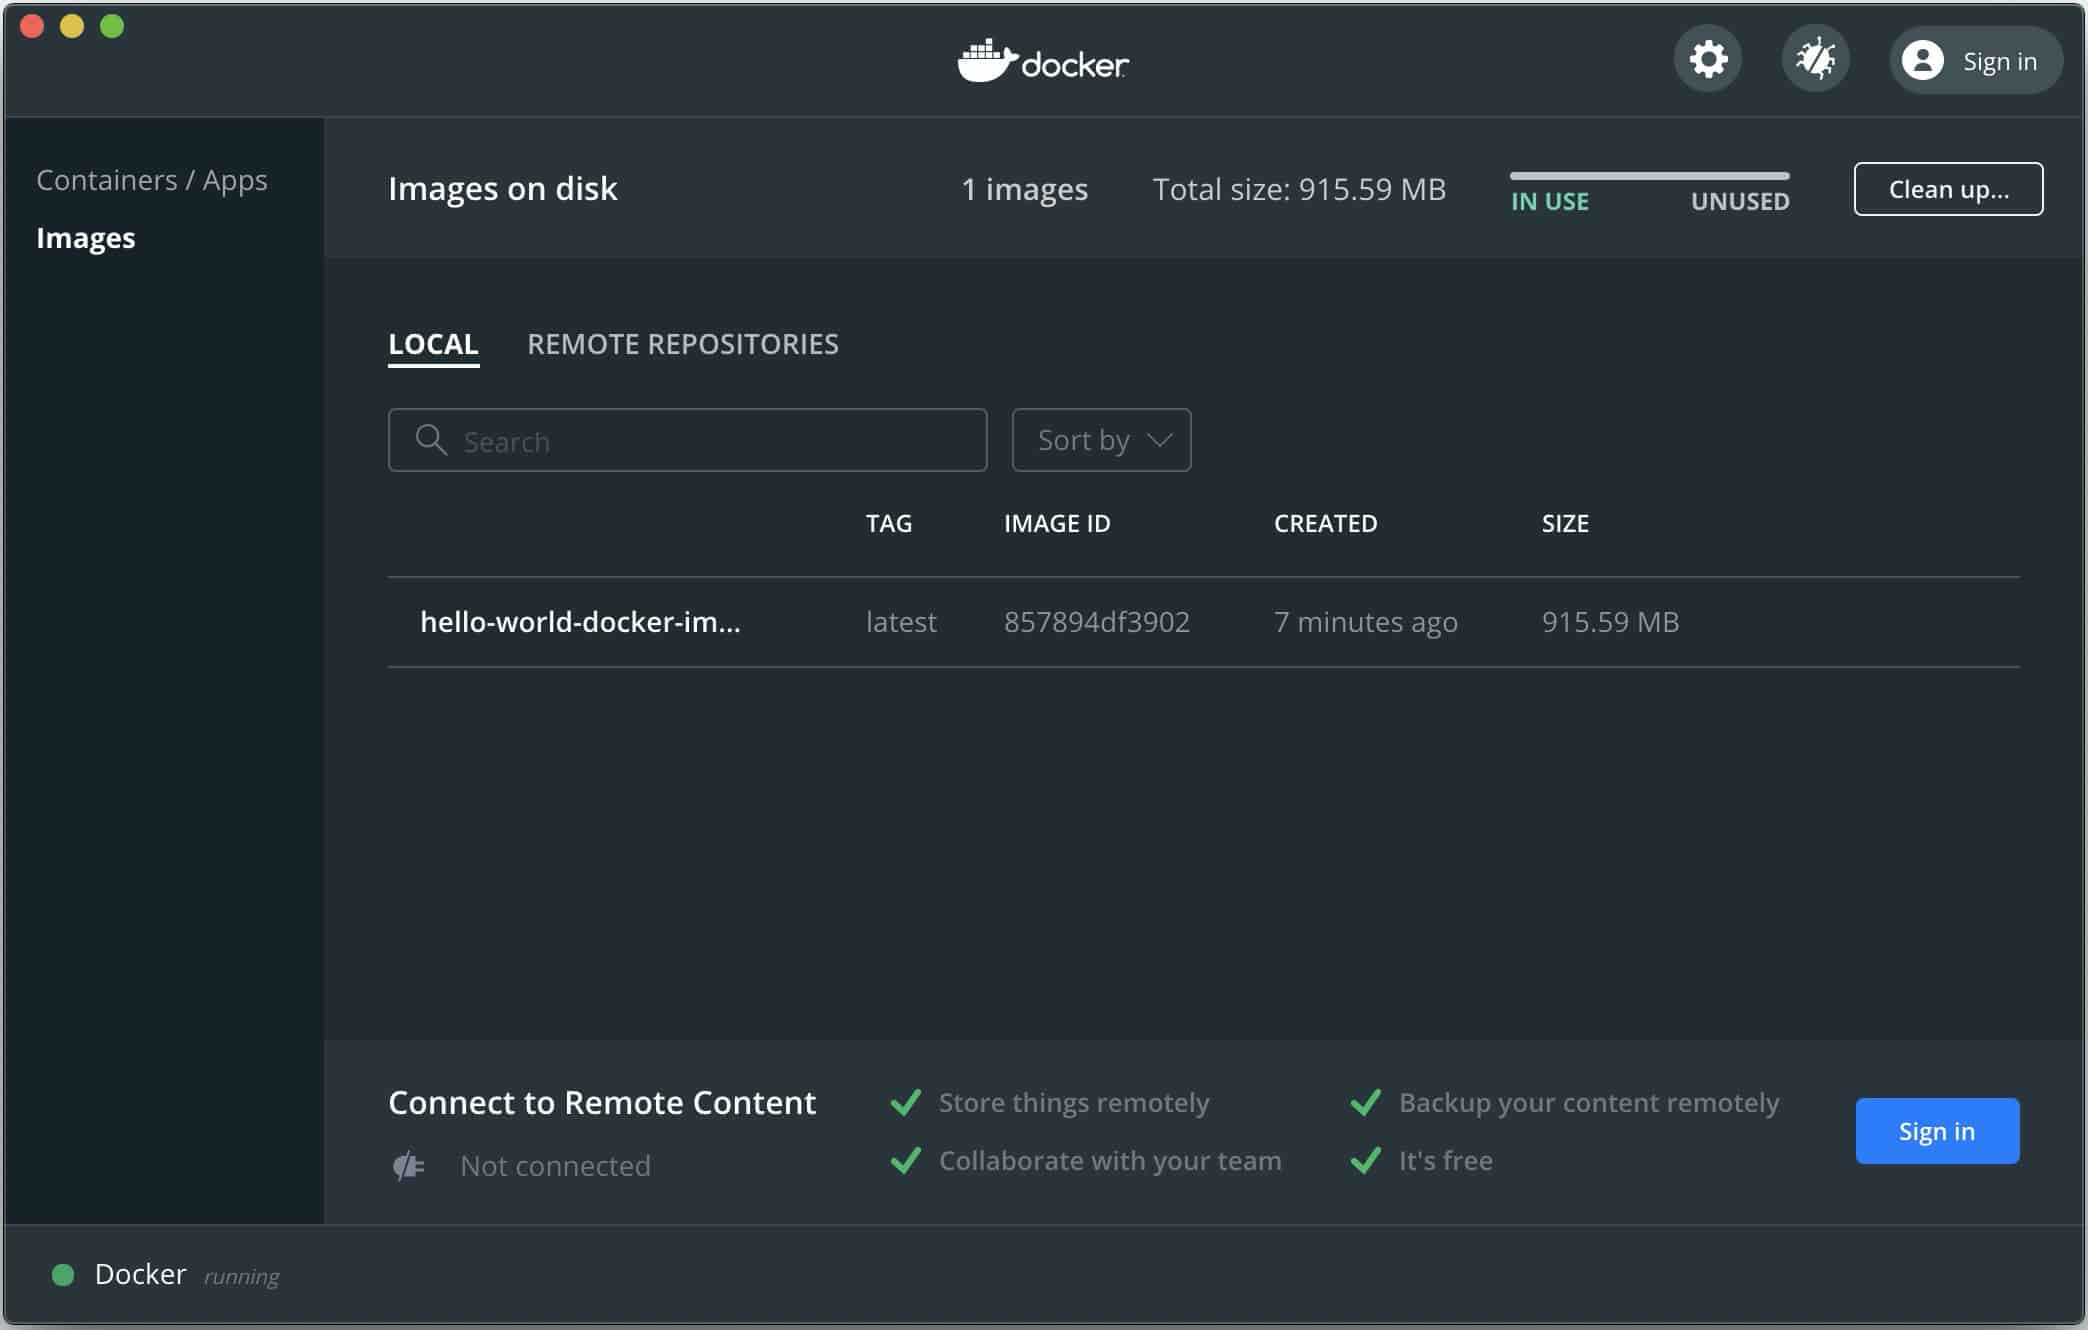 docker
Sign in
Containers / Apps
Images
Images on disk
1 images
Total size: 915.59 MB
IN USE
UNUSED
Clean up...
LOCAL
REMOTE REPOSITORIES
Search
Sort by
TAG
IMAGE ID
CREATED
SIZE
hello-world-docker-im...
latest
857894df3902
7 minutes ago
915.59 MB
Connect to Remote Content
Not connected
Store things remotely
Backup your content remotely
Collaborate with your team
It's free
Sign in
Docker running